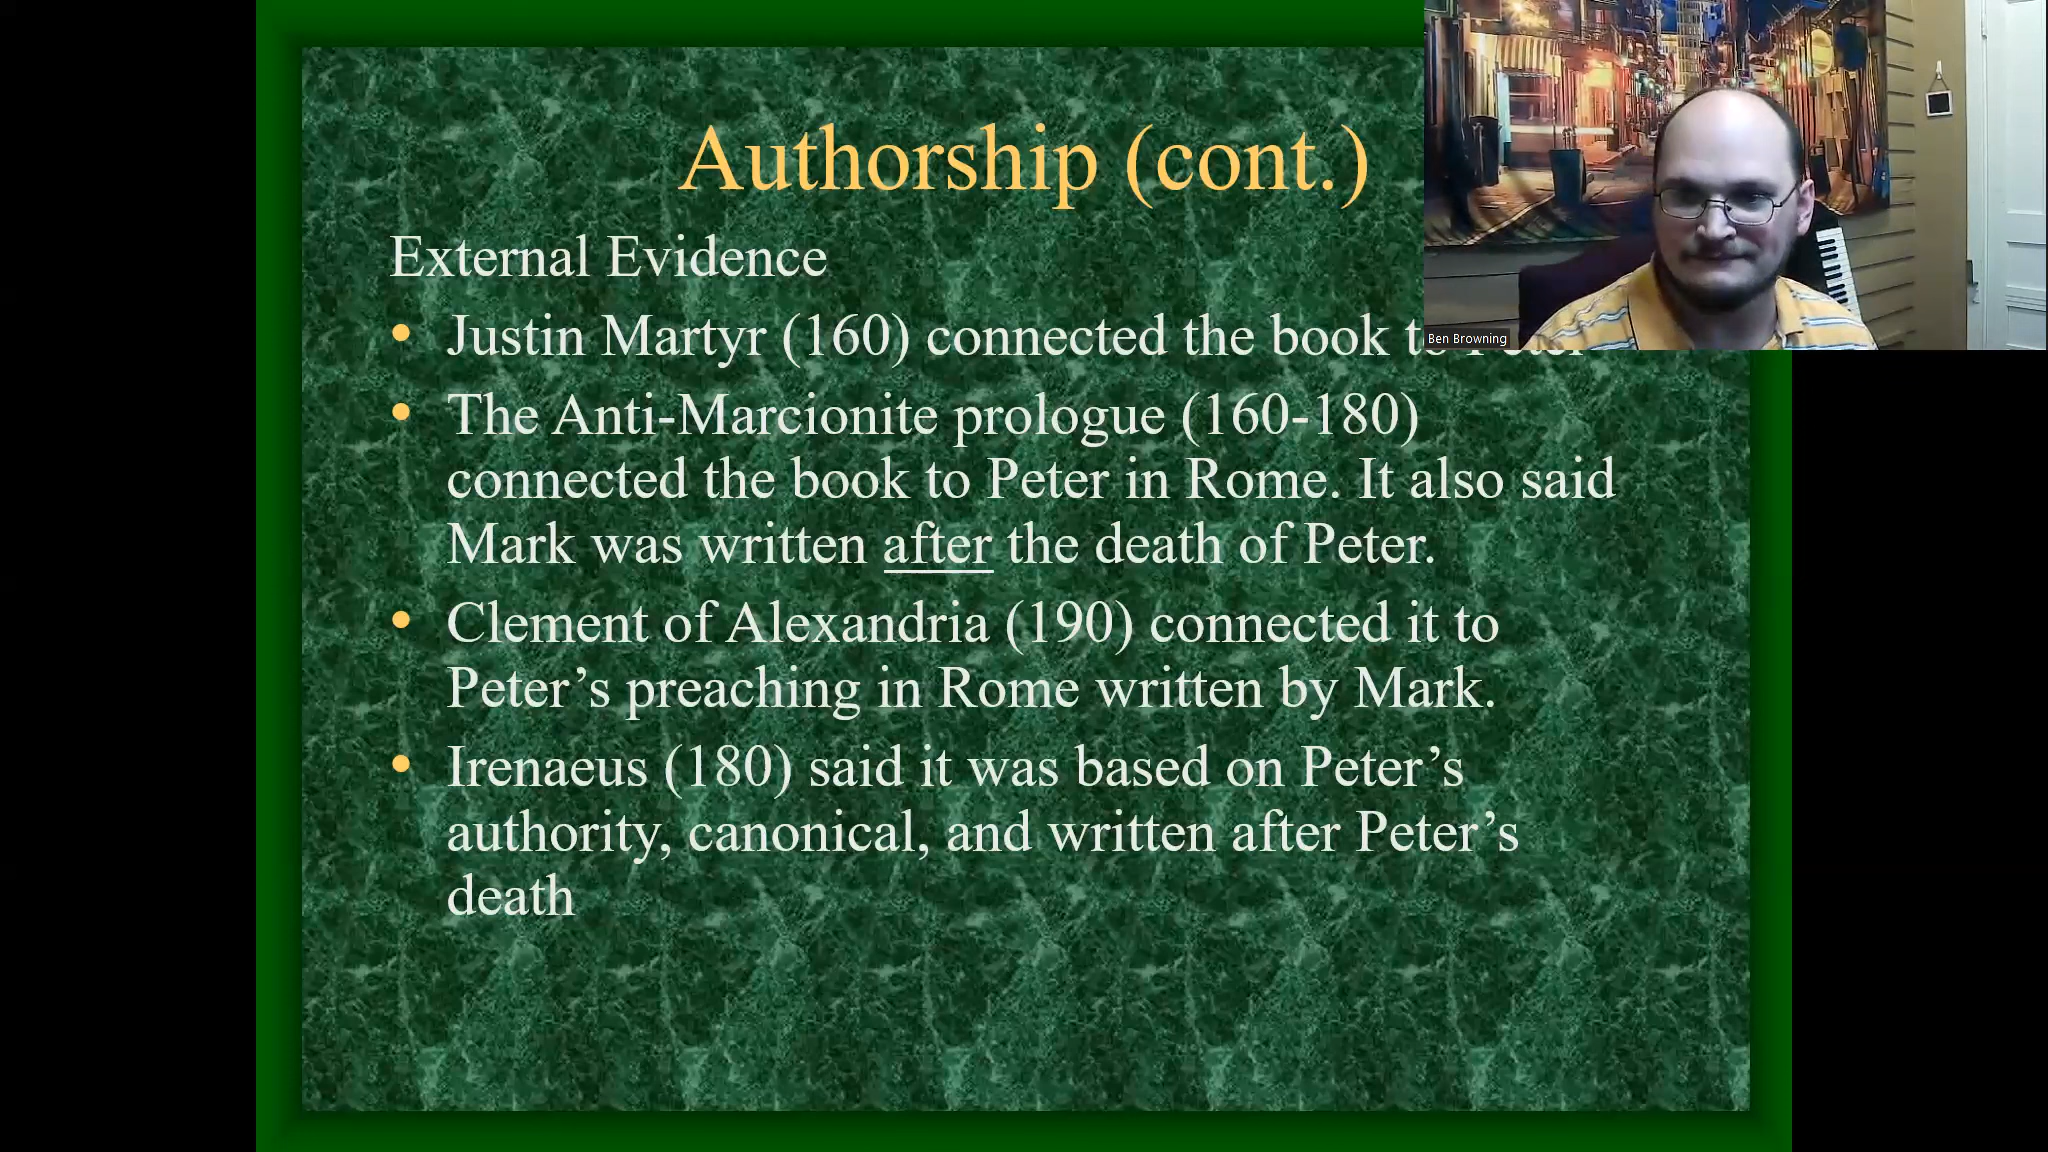 Authorship (cont.)
External Evidence
• Justin Martyr (160) connected the book to Peter
• The Anti-Marcionite prologue (160-180)
connected the book to Peter in Rome. It also said
Mark was written after the death of Peter.
• Clement of Alexandria (190) connected it to
Peter’s preaching in Rome written by Mark.
• Irenaeus (180) said it was based on Peter’s
authority, canonical, and written after Peter’s
death
Ben Browning